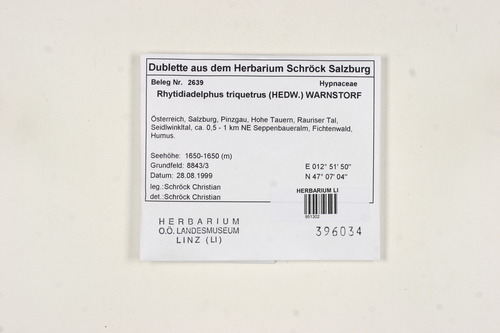 Dublette aus dem Herbarium Schröck Salzburg
Beleg Nr. 2639 Hypnaceae
Rhytidiadelphus triquetrus (HEDW.) WARNSTORF
Österreich, Salzburg, Pinzgau, Hohe Tauern, Rauriser Tal,
Seidlwinkltal, ca. 0,5 - 1 km NE Seppenbaueralm, Fichtenwald,
Humus.
Seehöhe: 1650-1650 (m)
Grundfeld: 8843/3 E 012° 51' 50"
Datum: 28.08.1999 N 47° 07' 04"
leg.:Schröck Christian
det.:Schröck Christian
HERBARIUM LI
951302
HERBARIUM
O.Ö. LANDESMUSEUM
LINZ (LI)
396034